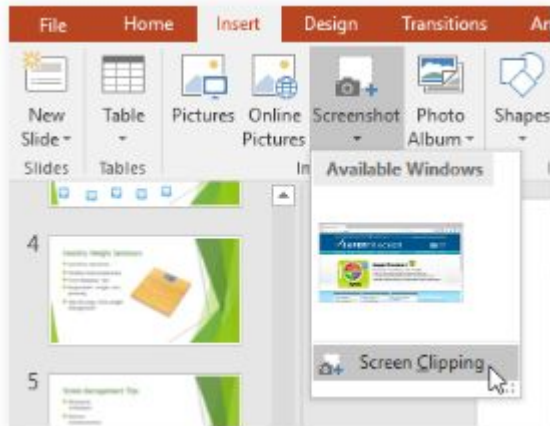 File Home Insert Design Transitions
New Slide Table Pictures Online Pictures Screenshot Photo Album Shapes
Slides Tables
Available Windows
4
Screen Clipping
5